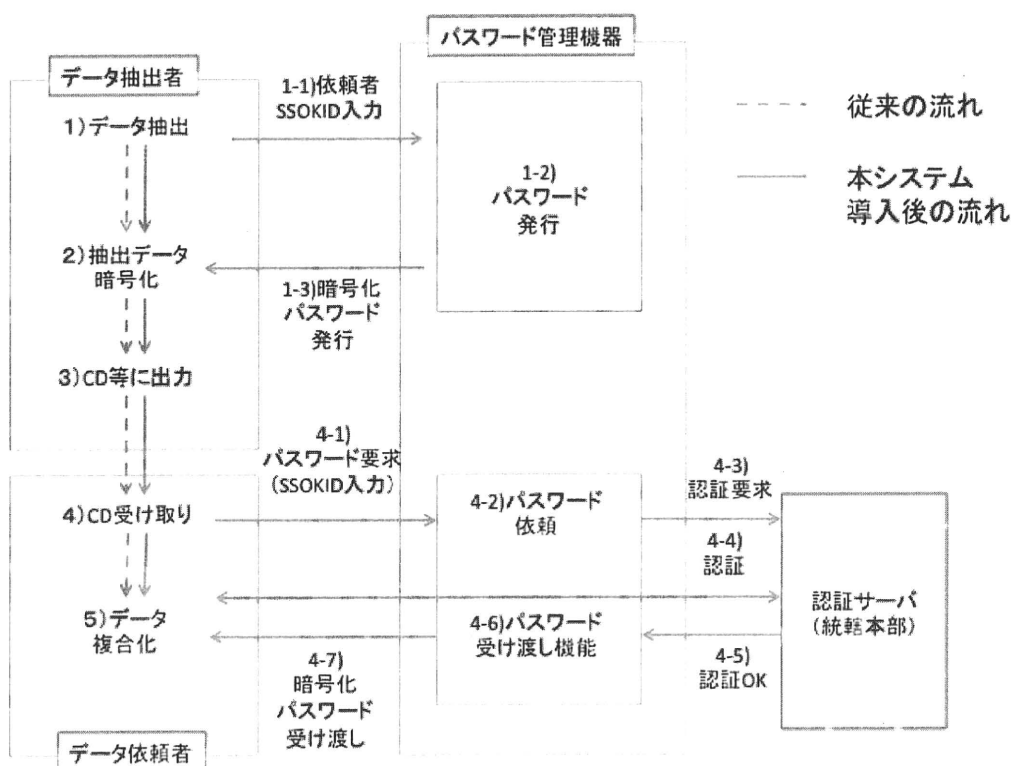 パスワード管理機器
データ抽出者
1-1)依頼者
SSOKID入力
1)データ抽出
従来の流れ
1-2)
パスワード
発行
本システム
導入後の流れ
2)抽出データ
暗号化
1-3)暗号化
パスワード
発行
3)CD等に出力
4-1)
パスワード要求
（SSOKID入力）
4-2)パスワード
依頼
4-3)
認証要求
4)CD受け取り
4-4)
認証
5)データ
複合化
4-6)パスワード
受け渡し機能
認証サーバ
（統轄本部）
4-5)
認証OK
4-7)
暗号化
パスワード
受け渡し
データ依頼者